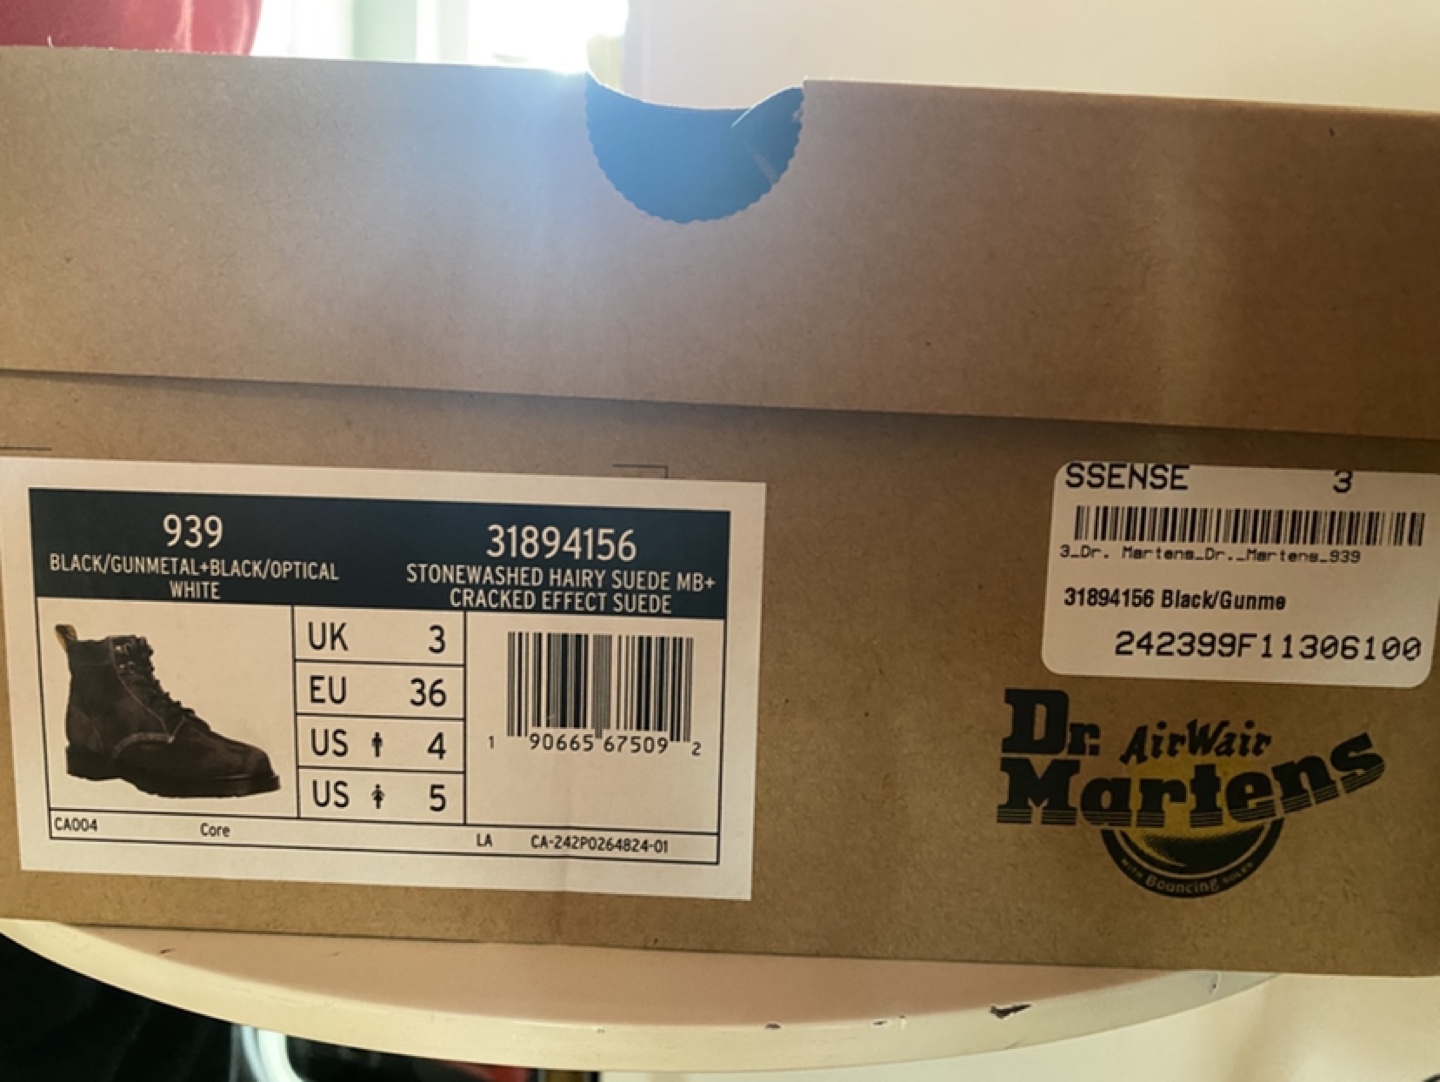 939
BLACK/GUNMETAL+BLACK/OPTICAL
WHITE
31894156
STONEWASHED HAIRY SUEDE MB+
CRACKED EFFECT SUEDE
UK 3
EU 36
US 4
US 5
1 90665 67509 2
CA004 Core LA CA-242P0264824-01
SSENSE 3
3_Dr. Martens_Dr._Martens_939
31894156 Black/Gunme
242399F11306100
Dr. AirWair
Martens
WITH Bouncing SOLES